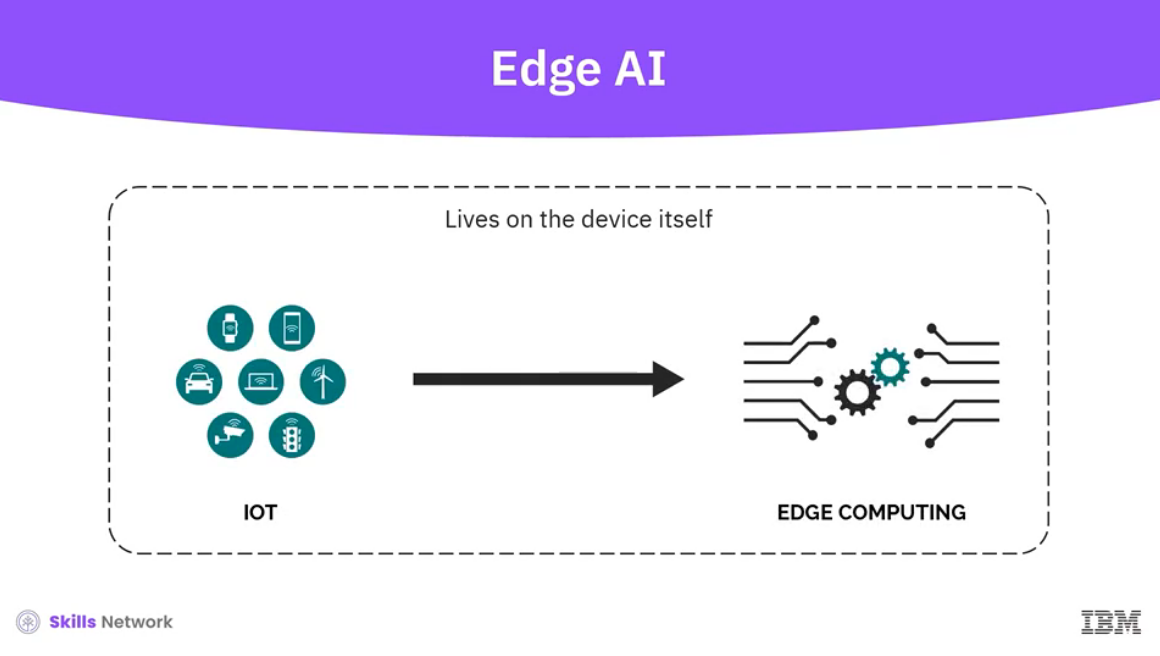 Edge AI
Lives on the device itself
IOT
EDGE COMPUTING
Skills Network
IBM